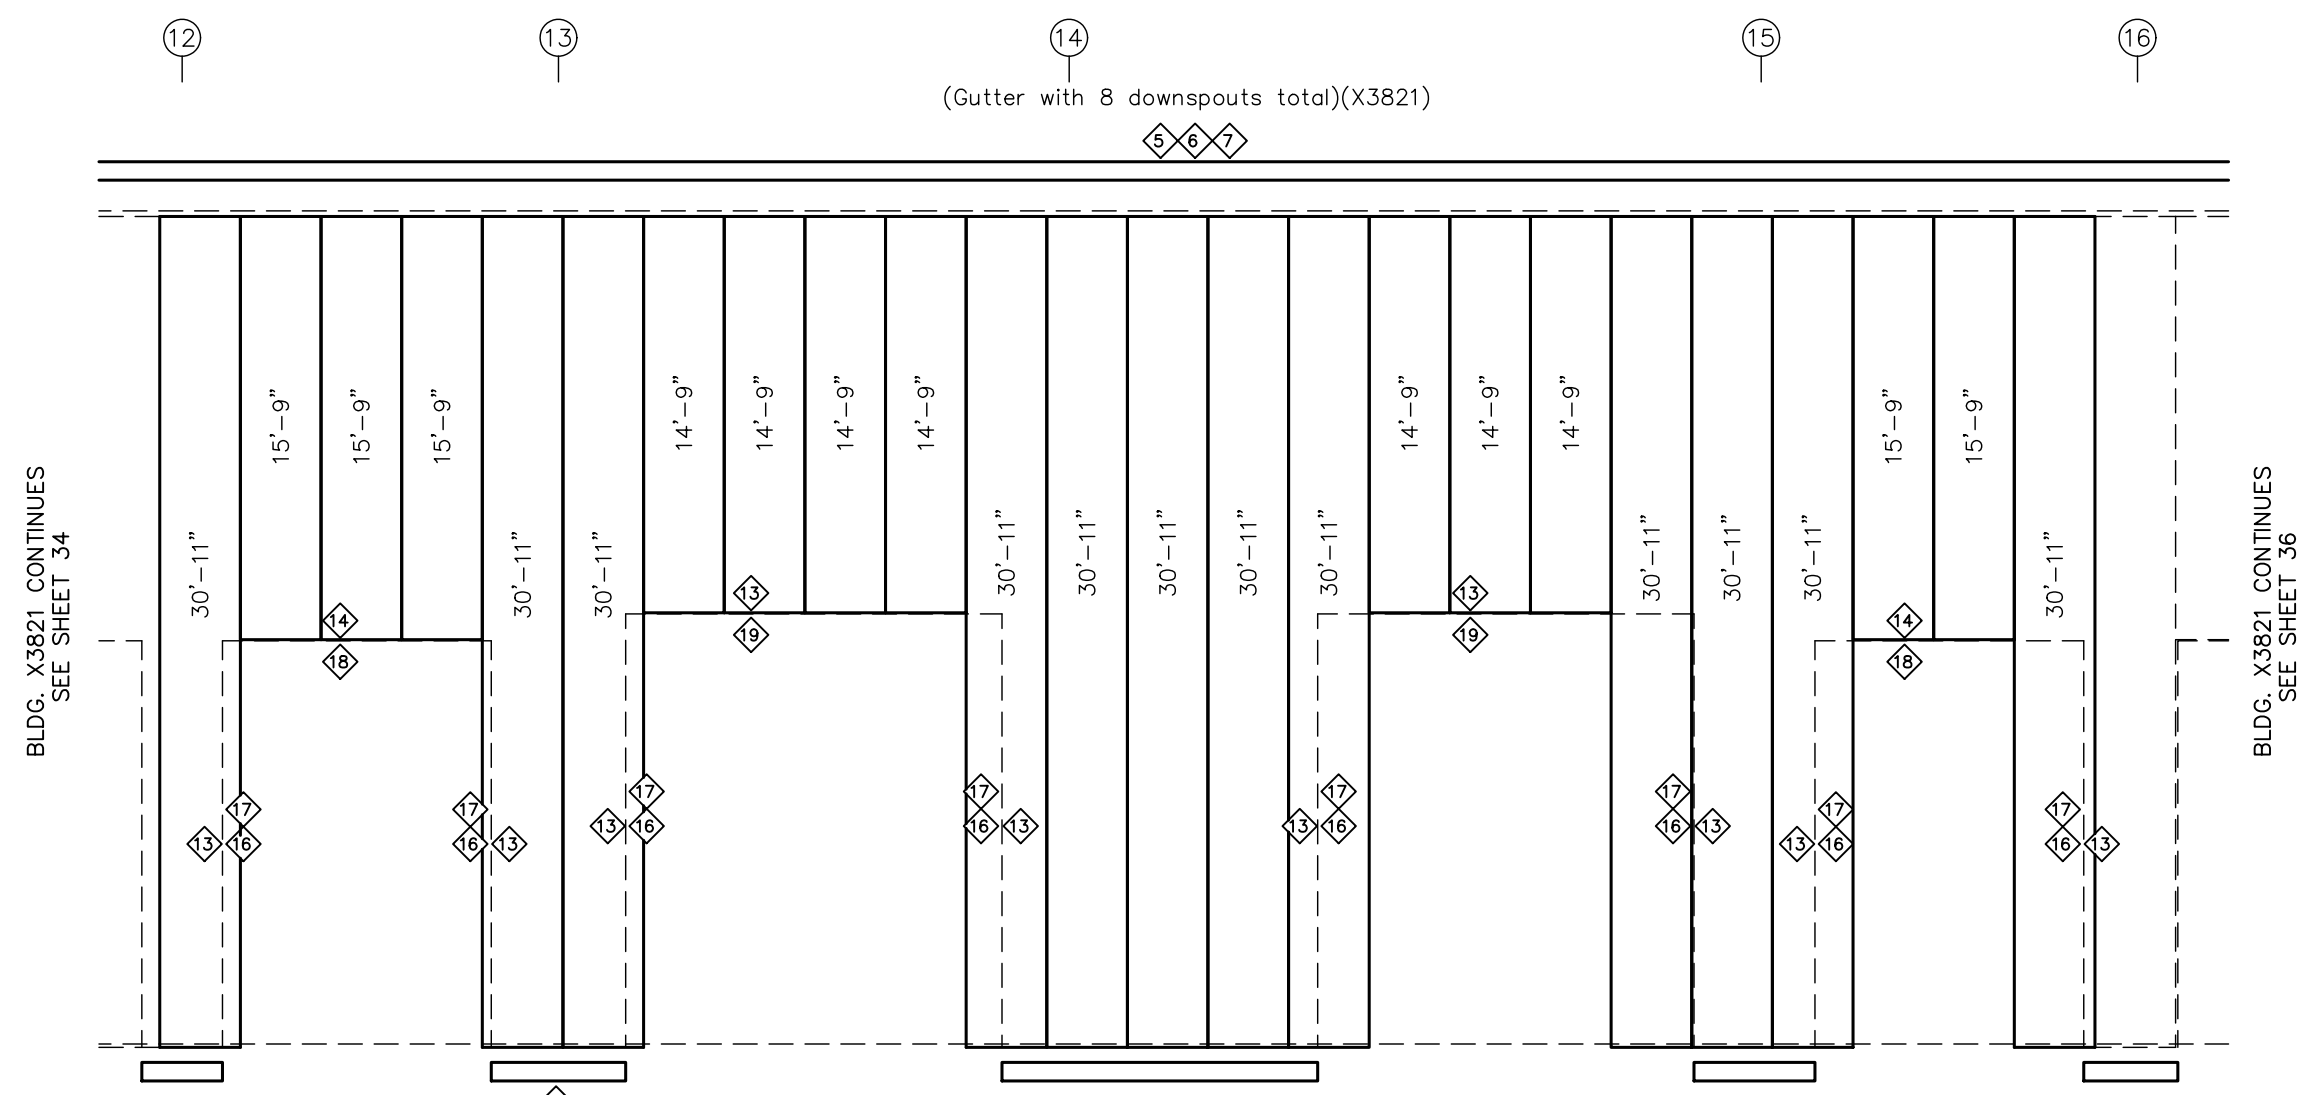 12 13 14 15 16
(Gutter with 8 downspouts total)(X3821)
5 6 7
15'-9" 15'-9" 15'-9" 14'-9" 14'-9" 14'-9" 14'-9" 14'-9" 14'-9" 14'-9" 15'-9" 15'-9"
30'-11" 30'-11" 30'-11" 30'-11" 30'-11" 30'-11" 30'-11" 30'-11" 30'-11" 30'-11" 30'-11" 30'-11"
BLDG. X3821 CONTINUES
SEE SHEET 34
BLDG. X3821 CONTINUES
SEE SHEET 36
13 13
14 14
19 19
18 18
17 17 17 17 17 17
13 16 16 13 13 16 16 13
17 17
13 16 16 13 13 16 16 13